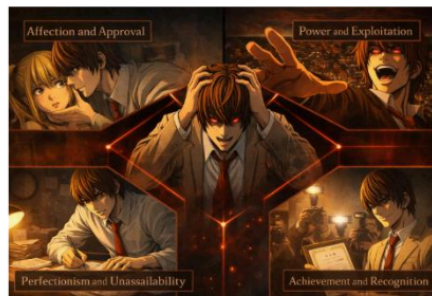 Affection and Approval
Power and Exploitation
Perfectionism and Unassailability
Achievement and Recognition